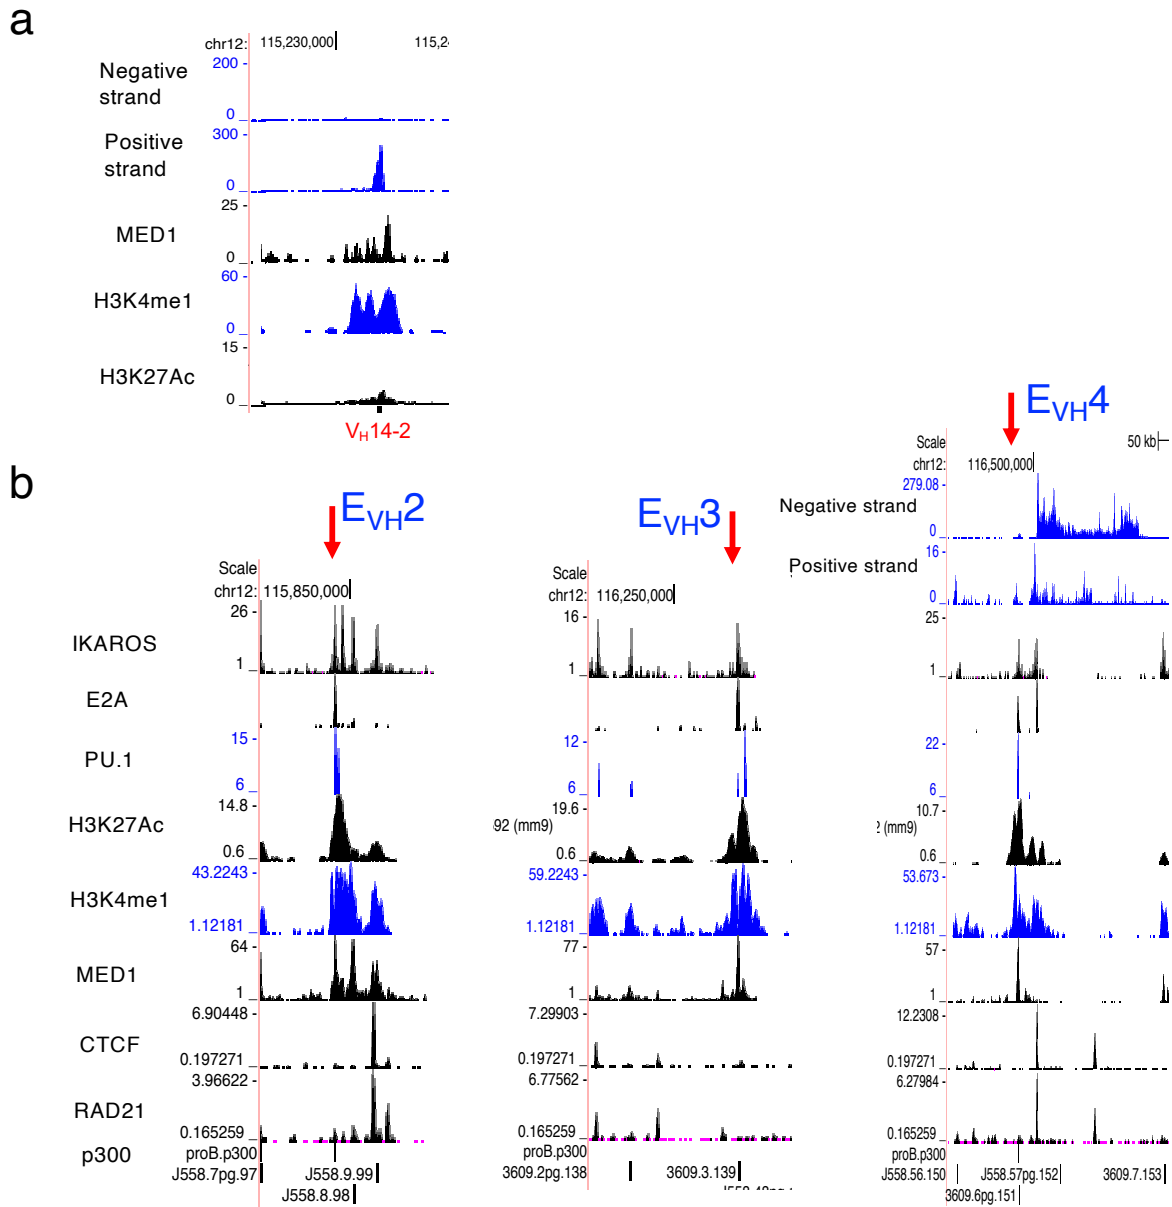 a
chr12: 115,230,000 115,24
Negative strand
200 -
0 _
Positive strand
300 -
0 _
MED1
25 -
0 _
H3K4me1
60 -
0 _
H3K27Ac
15 -
0 _
VH14-2
b
EVH2
Scale
chr12: 115,850,000
IKAROS
26 -
1 _
E2A
PU.1
15 -
6 _
H3K27Ac
14.8 -
0.6 _
H3K4me1
43.2243 -
1.12181 _
MED1
64 -
1 _
CTCF
6.90448 -
0.197271 _
RAD21
3.96622 -
0.165259 _
p300
proB.p300
J558.7pg.97 J558.9.99
J558.8.98
EVH3
Scale
chr12: 116,250,000
16 -
1 _
12 -
6 _
92 (mm9)
19.6 -
0.6 _
59.2243 -
1.12181 _
77 -
1 _
7.29903 -
0.197271 _
6.77562 -
0.165259 _
proB.p300
3609.2pg.138 3609.3.139
EVH4
Scale 50 kb
chr12: 116,500,000
Negative strand
279.08 -
0 _
Positive strand
16 -
0 _
25 -
1 _
22 -
6 _
2 (mm9)
10.7 -
0.6 _
53.673 -
1.12181 _
57 -
1 _
12.2308 -
0.197271 _
6.27984 -
0.165259 _
proB.p300
J558.56.150 J558.57pg.152 3609.7.153
3609.6pg.151